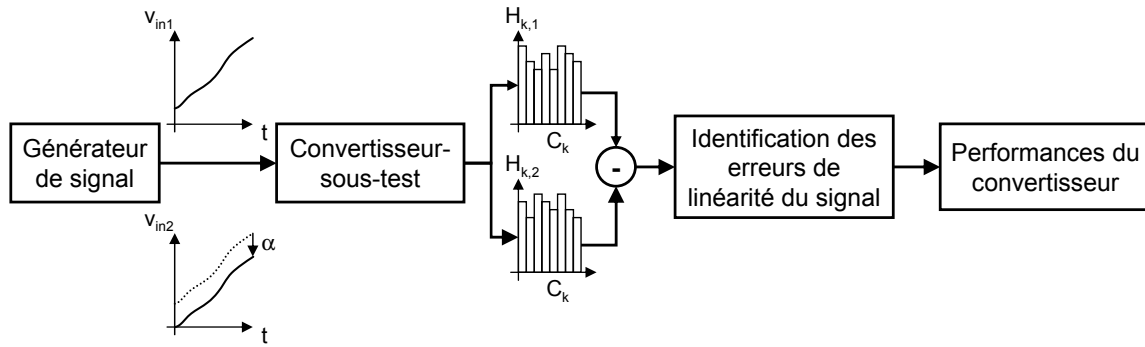 v_in1
t
Générateur
de signal
v_in2
α
t
Convertisseur-
sous-test
H_k,1
C_k
H_k,2
C_k
-
Identification des
erreurs de
linéarité du signal
Performances du
convertisseur